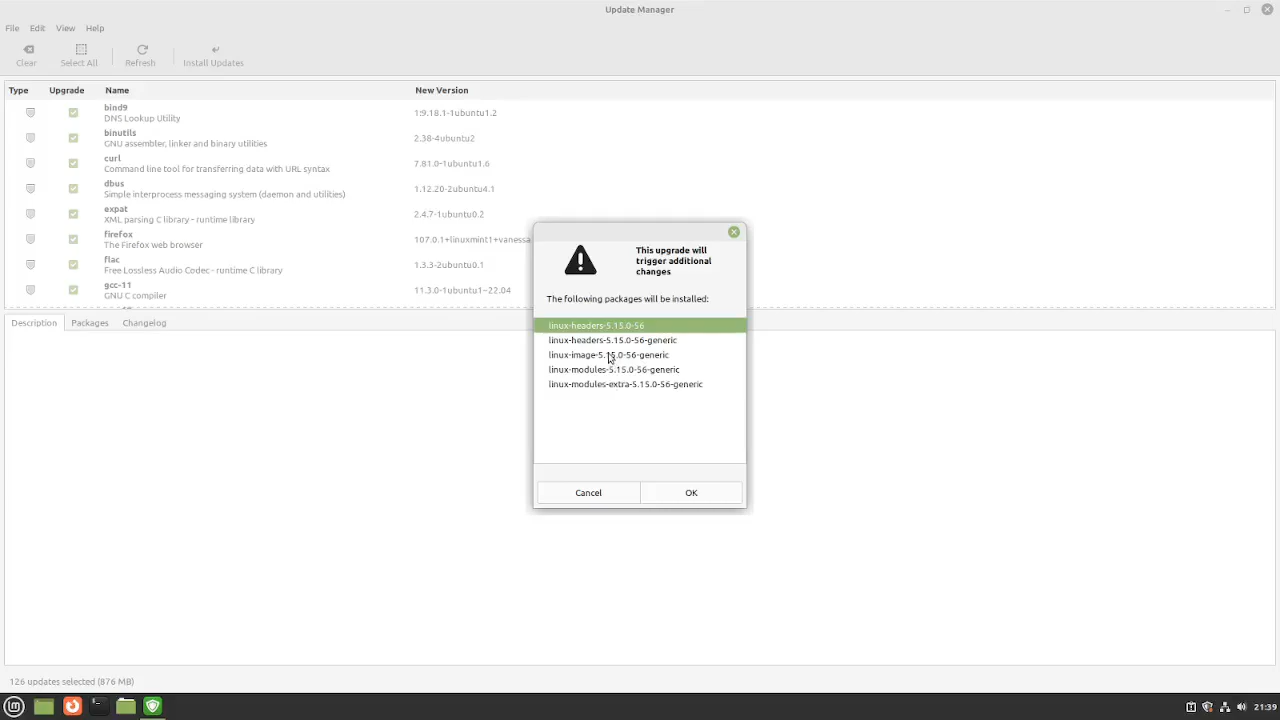 Update Manager
File Edit View Help
Clear Select All Refresh Install Updates
Type Upgrade Name New Version
bind9
DNS Lookup Utility
1:9.18.1-1ubuntu1.2
binutils
GNU assembler, linker and binary utilities
2.38-4ubuntu2
curl
Command line tool for transferring data with URL syntax
7.81.0-1ubuntu1.6
dbus
Simple interprocess messaging system (daemon and utilities)
1.12.20-2ubuntu4.1
expat
XML parsing C library - runtime library
2.4.7-1ubuntu0.2
firefox
The Firefox web browser
107.0.1+linuxmint1+vanessa
flac
Free Lossless Audio Codec - runtime C library
1.3.3-2ubuntu0.1
gcc-11
GNU C compiler
11.3.0-1ubuntu1~22.04
This upgrade will
trigger additional
changes
The following packages will be installed:
linux-headers-5.15.0-56
linux-headers-5.15.0-56-generic
linux-image-5.15.0-56-generic
linux-modules-5.15.0-56-generic
linux-modules-extra-5.15.0-56-generic
Cancel OK
Description Packages Changelog
126 updates selected (876 MB)
21:39